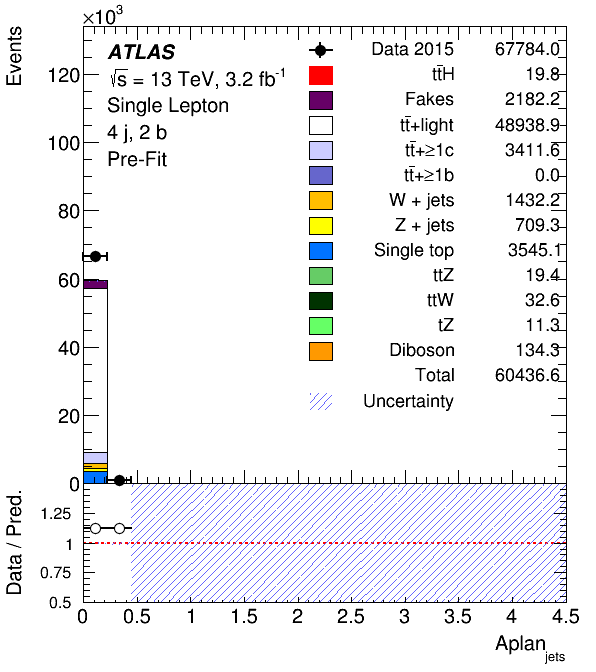 ×10³
Events
120
100
80
60
40
20
0
ATLAS
√s = 13 TeV, 3.2 fb⁻¹
Single Lepton
4 j, 2 b
Pre-Fit
Data 2015 67784.0
tt̄H 19.8
Fakes 2182.2
tt̄+light 48938.9
tt̄+≥1c 3411.6
tt̄+≥1b 0.0
W + jets 1432.2
Z + jets 709.3
Single top 3545.1
ttZ 19.4
ttW 32.6
tZ 11.3
Diboson 134.3
Total 60436.6
Uncertainty
Data / Pred.
1.25
1
0.75
0.5
0 0.5 1 1.5 2 2.5 3 3.5 4 4.5
Aplan jets